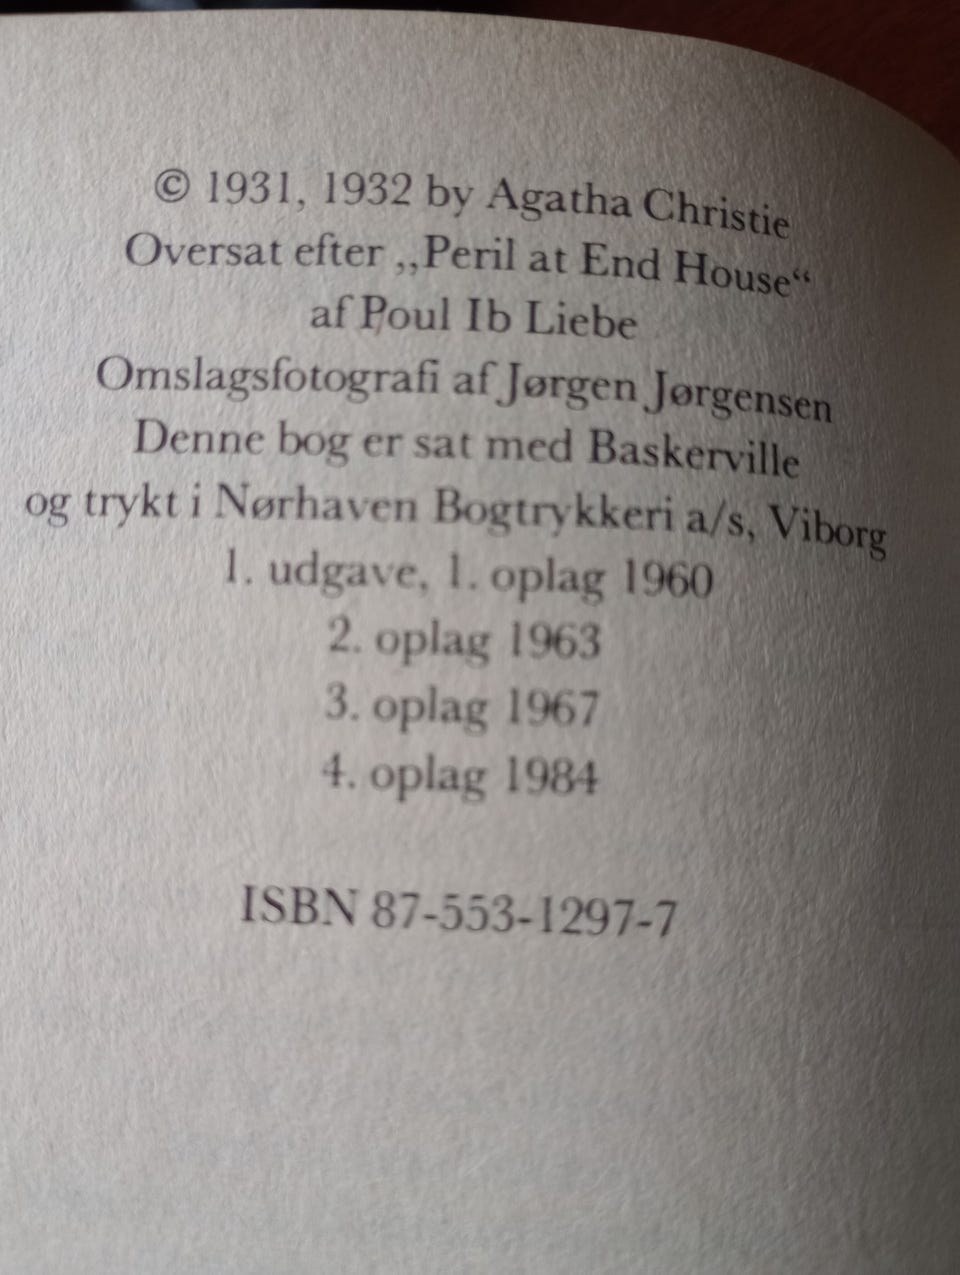 © 1931, 1932 by Agatha Christie
Oversat efter „Peril at End House“
af Poul Ib Liebe
Omslagsfotografi af Jørgen Jørgensen
Denne bog er sat med Baskerville
og trykt i Nørhaven Bogtrykkeri a/s, Viborg
1. udgave, 1. oplag 1960
2. oplag 1963
3. oplag 1967
4. oplag 1984
ISBN 87-553-1297-7